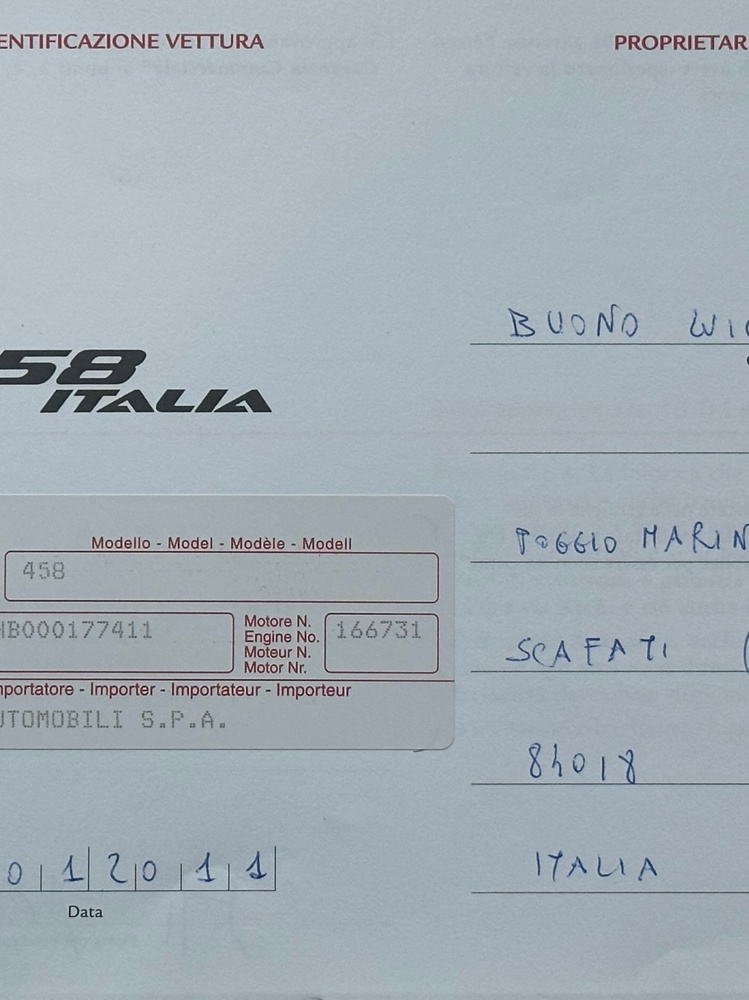 ENTIFICAZIONE VETTURA
58
ITALIA
Modello - Model - Modèle - Modell
458
HB000177411
Motore N.
Engine No.
Moteur N.
Motor Nr.
166731
mportatore - Importer - Importateur - Importeur
UTOMOBILI S.P.A.
0 1 2 0 1 1
Data
PROPRIETAR
BUONO
POGGIO MARIN
SCAFATI (
84018
ITALIA